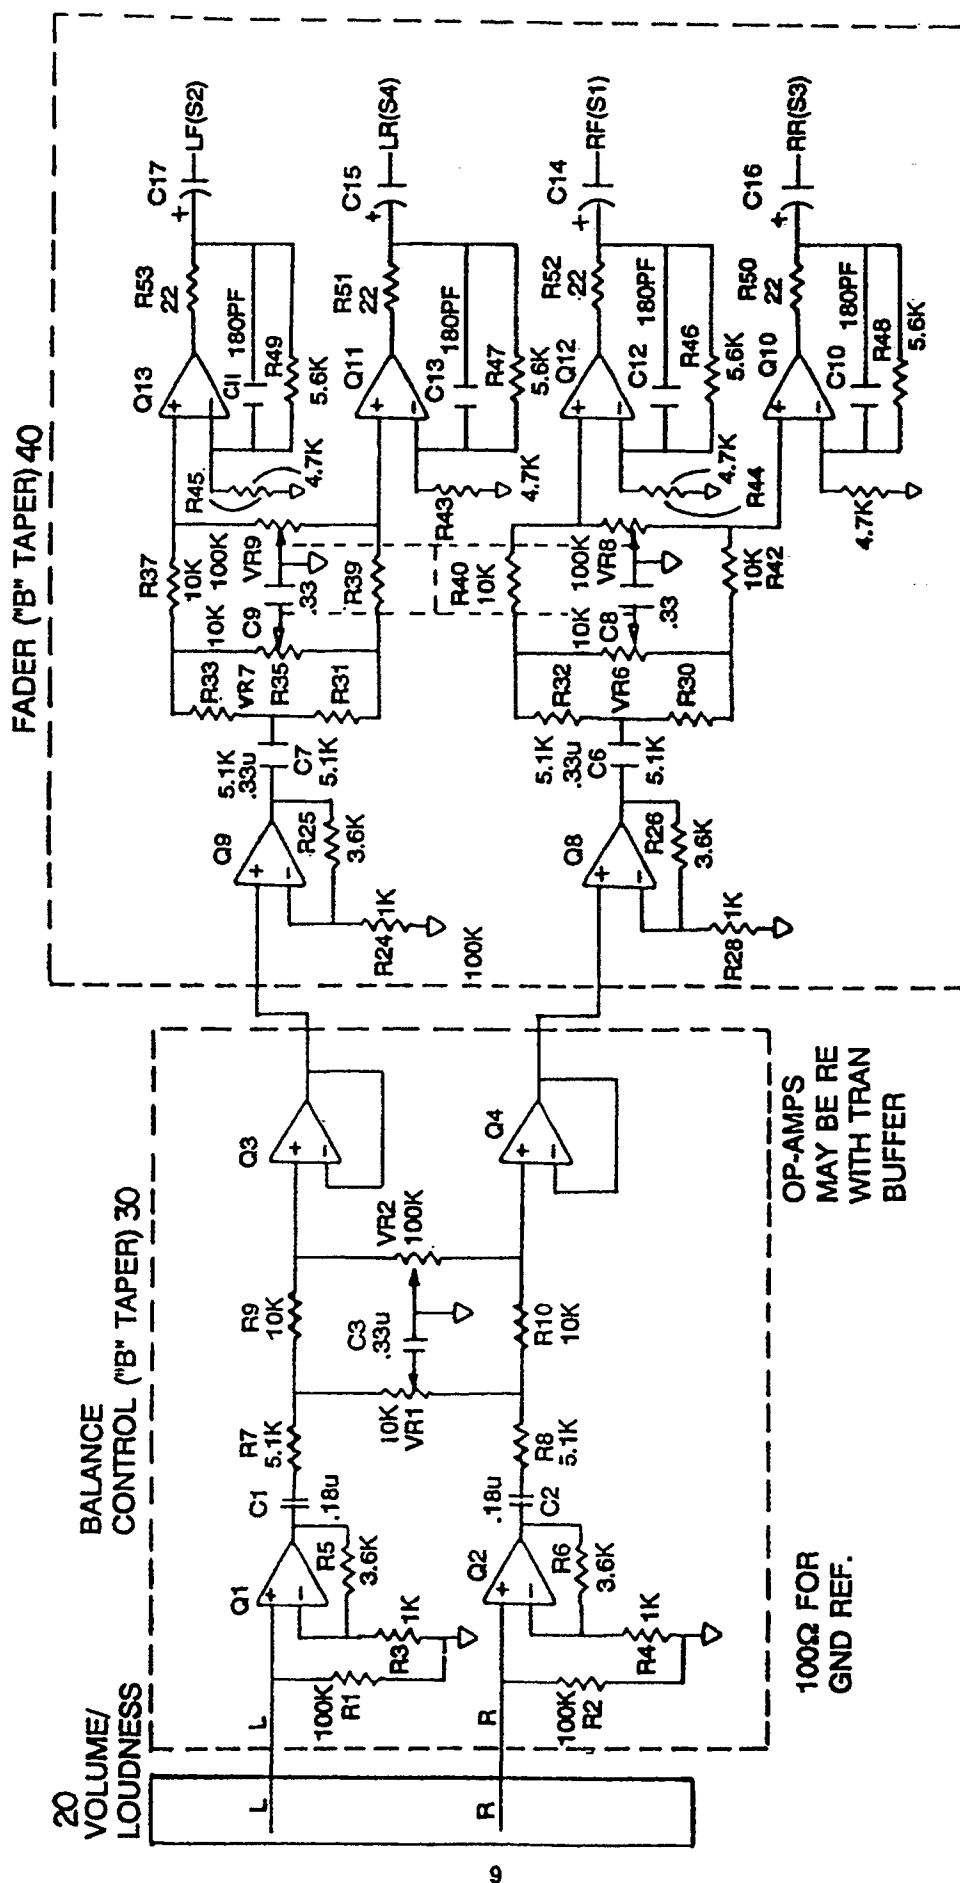 20
VOLUME/
LOUDNESS
L
R
BALANCE
CONTROL ("B" TAPER) 30
L
R
100K
R1
R3
1K
Q1
+
−
R5
3.6K
C1
.18u
R7
5.1K
10K
VR1
C3
.33u
R9
10K
VR2
100K
Q3
+
−
100K
R2
R4
1K
Q2
+
−
R6
3.6K
.18u
C2
R8
5.1K
R10
10K
Q4
+
−
100Ω FOR
GND REF.
OP-AMPS
MAY BE RE
WITH TRAN
BUFFER
FADER ("B" TAPER) 40
Q9
+
−
R24
1K
100K
R25
3.6K
5.1K
.33u
C7
5.1K
R33
VR7
R35
R31
10K
C9
.33
R37
10K
100K
VR9
R39
R45
4.7K
Q13
+
−
R53
22
C11
180PF
R49
5.6K
+
C17
LF(S2)
R43
4.7K
Q11
+
−
R51
22
C13
180PF
R47
5.6K
+
C15
LR(S4)
Q8
+
−
R28
1K
R26
3.6K
5.1K
.33u
C6
5.1K
R32
VR6
R30
10K
C8
.33
R40
10K
100K
VR8
10K
R42
4.7K
R44
Q12
+
−
R52
22
C12
180PF
R46
5.6K
+
C14
RF(S1)
4.7K
Q10
+
−
R50
22
C10
180PF
R48
5.6K
+
C16
RR(S3)
9